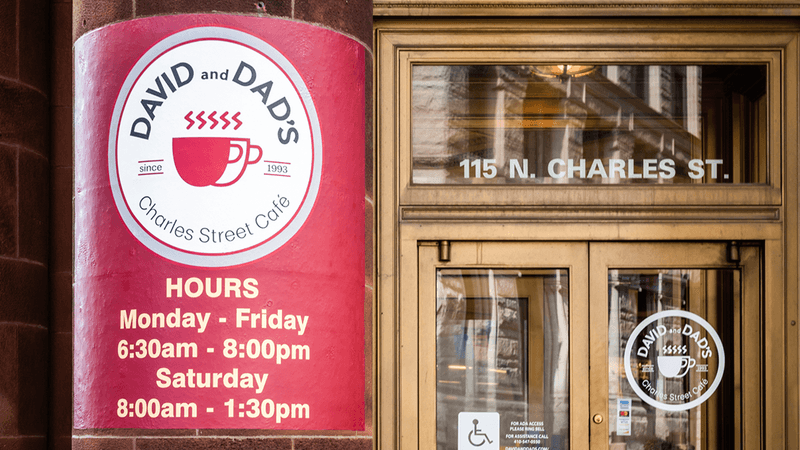 DAVID and DAD'S
since 1993
Charles Street Café
HOURS
Monday - Friday
6:30am - 8:00pm
Saturday
8:00am - 1:30pm
115 N. CHARLES ST.
DAVID and DAD'S
since 1993
Charles Street Café
FOR ADA ACCESS
PLEASE RING BELL
FOR ASSISTANCE CALL